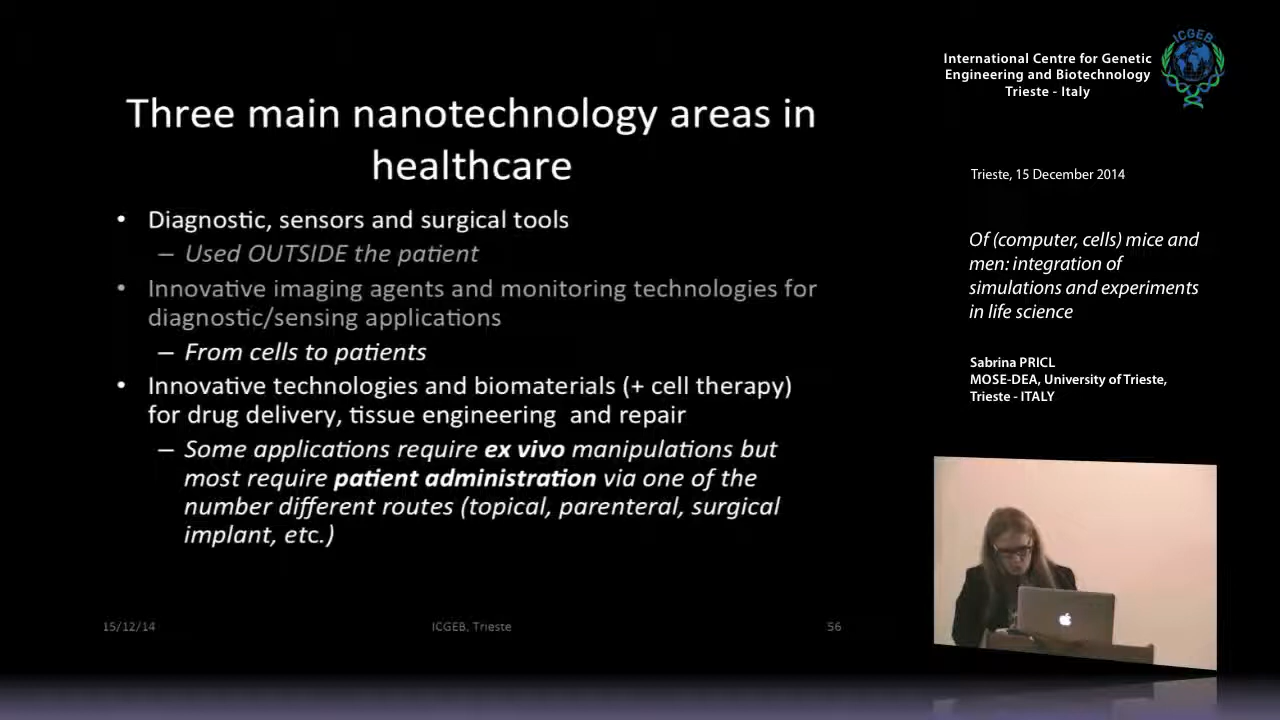 Three main nanotechnology areas in
healthcare
• Diagnostic, sensors and surgical tools
– Used OUTSIDE the patient
• Innovative imaging agents and monitoring technologies for
diagnostic/sensing applications
– From cells to patients
• Innovative technologies and biomaterials (+ cell therapy)
for drug delivery, tissue engineering and repair
– Some applications require ex vivo manipulations but
most require patient administration via one of the
number different routes (topical, parenteral, surgical
implant, etc.)
15/12/14
ICGEB, Trieste
56
International Centre for Genetic
Engineering and Biotechnology
Trieste - Italy
ICGEB
Trieste, 15 December 2014
Of (computer, cells) mice and
men: integration of
simulations and experiments
in life science
Sabrina PRICL
MOSE-DEA, University of Trieste,
Trieste - ITALY